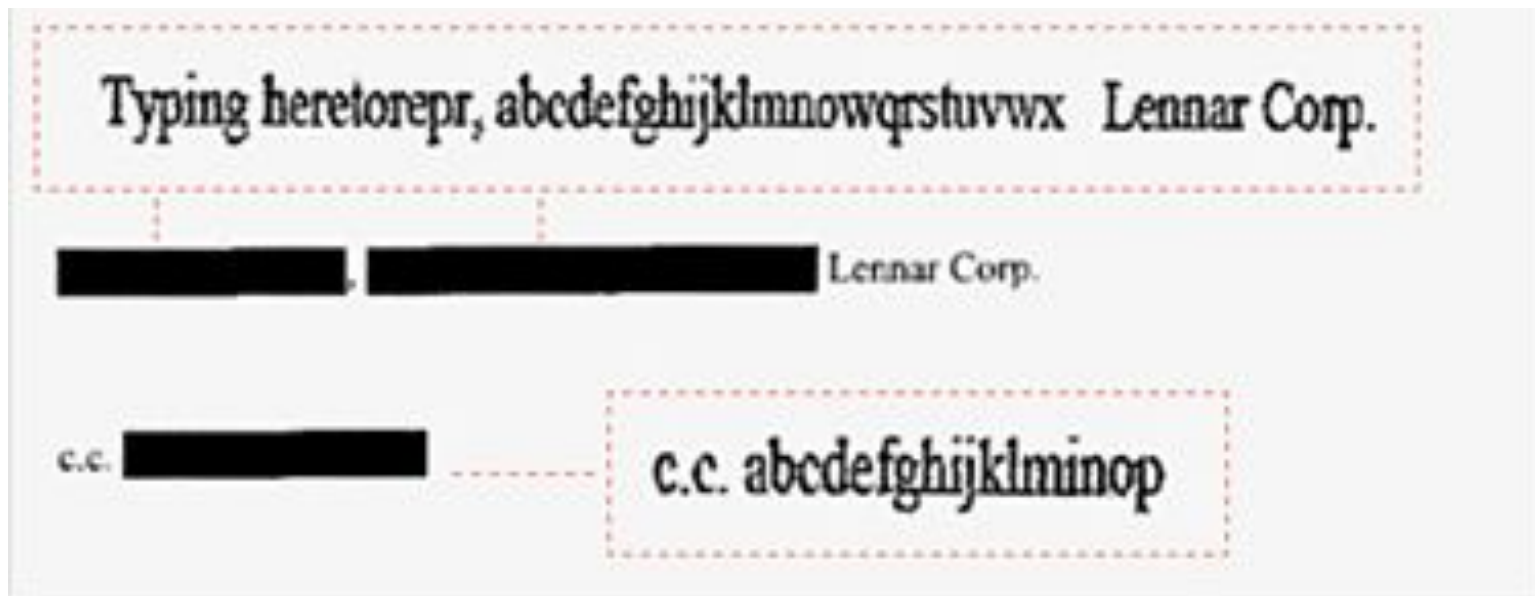 Typing heretorepr, abcdefghijklmnowqrstuvwx Lennar Corp.
, Lennar Corp.
c.c.
c.c. abcdefghijklminop